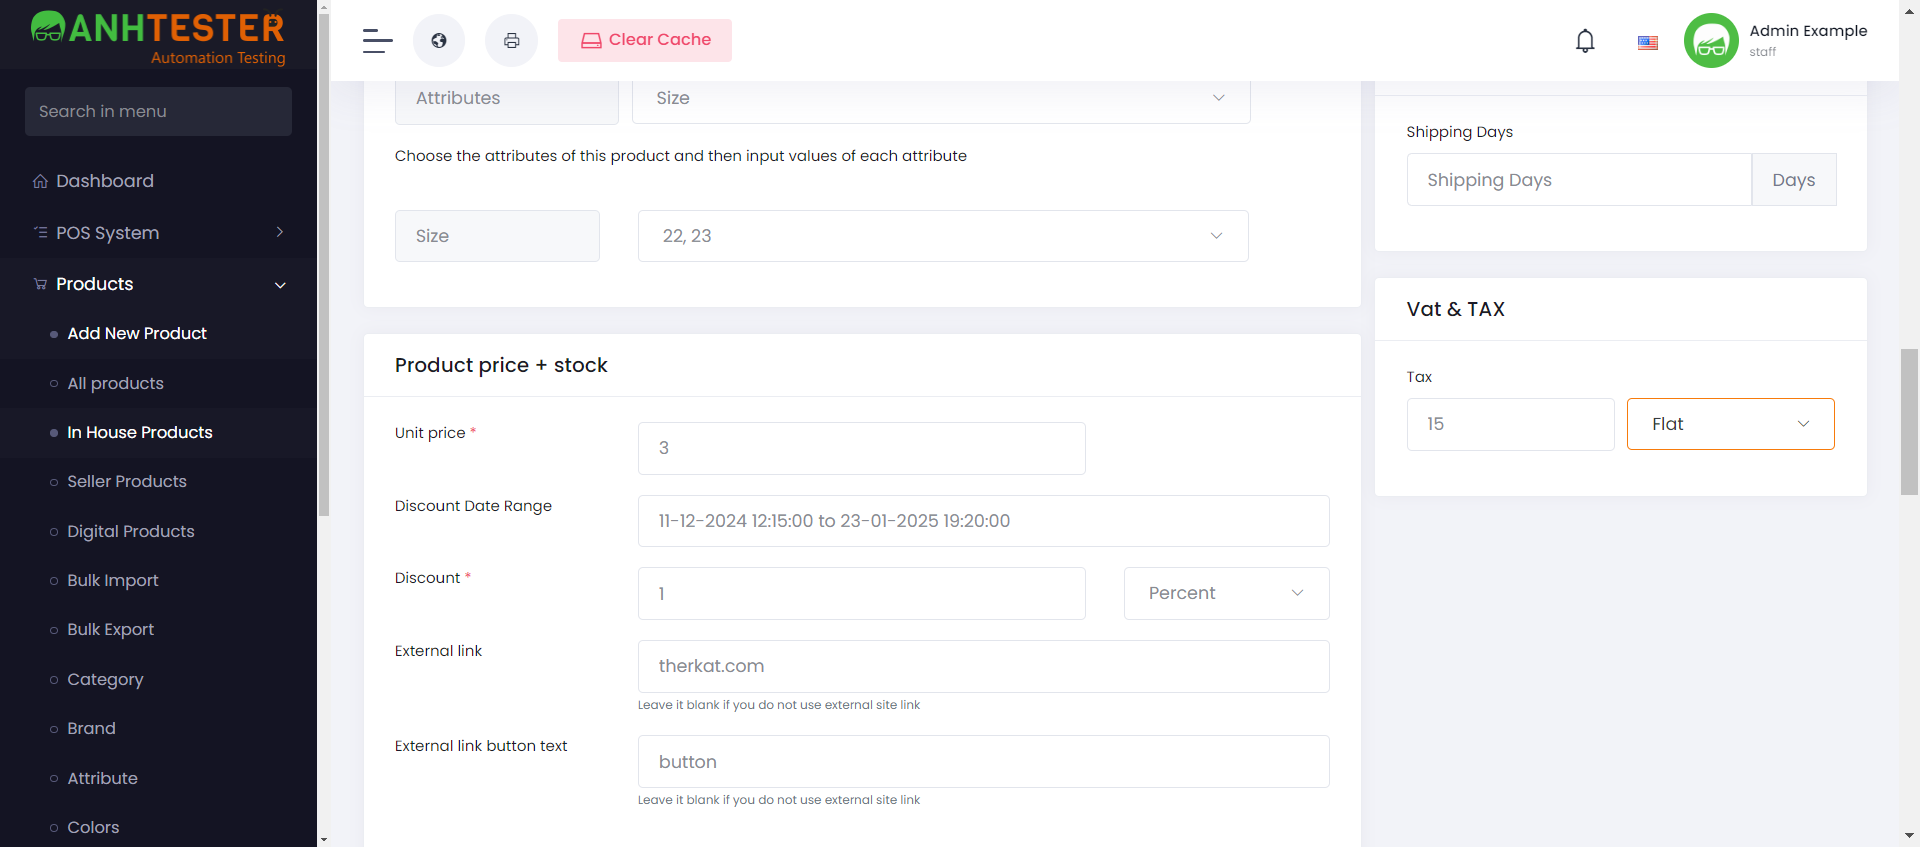 ANHTESTER
Automation Testing
Search in menu
Dashboard
POS System
Products
Add New Product
All products
In House Products
Seller Products
Digital Products
Bulk Import
Bulk Export
Category
Brand
Attribute
Colors
Clear Cache
Admin Example
staff
Attributes
Size
Choose the attributes of this product and then input values of each attribute
Size
22, 23
Product price + stock
Unit price *
3
Discount Date Range
11-12-2024 12:15:00 to 23-01-2025 19:20:00
Discount *
1
Percent
External link
therkat.com
Leave it blank if you do not use external site link
External link button text
button
Leave it blank if you do not use external site link
Shipping Days
Shipping Days
Days
Vat & TAX
Tax
15
Flat